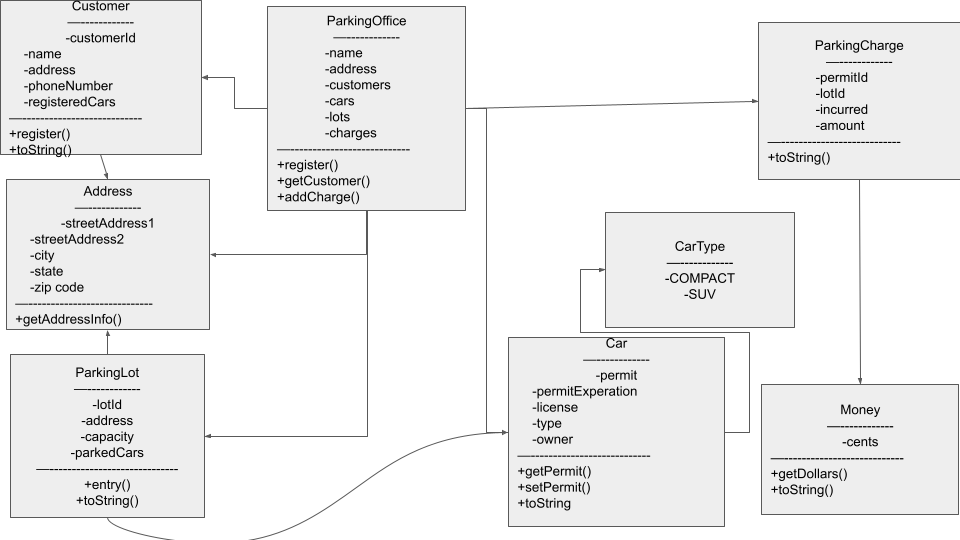 Customer
—-------------
-customerId
-name
-address
-phoneNumber
-registeredCars
—-----------------------------
+register()
+toString()
ParkingOffice
—-------------
-name
-address
-customers
-cars
-lots
-charges
—-----------------------------
+register()
+getCustomer()
+addCharge()
ParkingCharge
—-------------
-permitId
-lotId
-incurred
-amount
—-----------------------------
+toString()
Address
—-------------
-streetAddress1
-streetAddress2
-city
-state
-zip code
—------------------------------
+getAddressInfo()
CarType
—-------------
-COMPACT
-SUV
ParkingLot
—-------------
-lotId
-address
-capacity
-parkedCars
—-------------------------------
+entry()
+toString()
Car
—-------------
-permit
-permitExperation
-license
-type
-owner
—-----------------------------
+getPermit()
+setPermit()
+toString
Money
—-------------
-cents
—-----------------------------
+getDollars()
+toString()